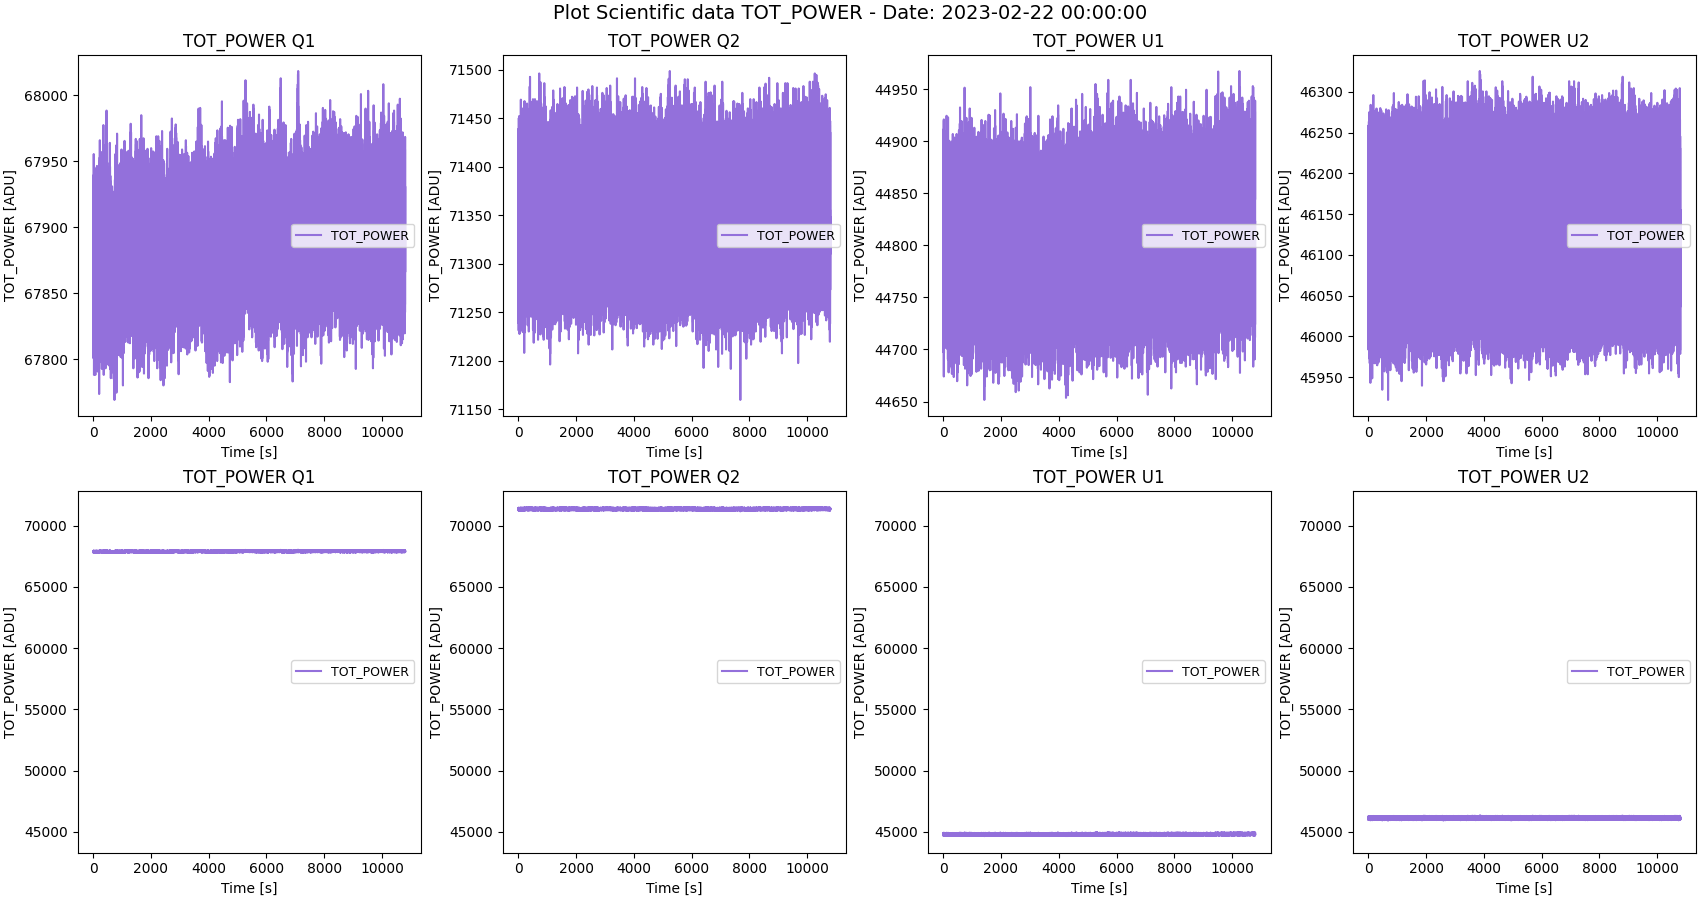 Plot Scientific data TOT_POWER - Date: 2023-02-22 00:00:00
TOT_POWER Q1
TOT_POWER [ADU]
68000
67950
67900
67850
67800
TOT_POWER
0 2000 4000 6000 8000 10000
Time [s]
TOT_POWER Q2
TOT_POWER [ADU]
71500
71450
71400
71350
71300
71250
71200
71150
TOT_POWER
0 2000 4000 6000 8000 10000
Time [s]
TOT_POWER U1
TOT_POWER [ADU]
44950
44900
44850
44800
44750
44700
44650
TOT_POWER
0 2000 4000 6000 8000 10000
Time [s]
TOT_POWER U2
TOT_POWER [ADU]
46300
46250
46200
46150
46100
46050
46000
45950
TOT_POWER
0 2000 4000 6000 8000 10000
Time [s]
TOT_POWER Q1
TOT_POWER [ADU]
70000
65000
60000
55000
50000
45000
TOT_POWER
0 2000 4000 6000 8000 10000
Time [s]
TOT_POWER Q2
TOT_POWER [ADU]
70000
65000
60000
55000
50000
45000
TOT_POWER
0 2000 4000 6000 8000 10000
Time [s]
TOT_POWER U1
TOT_POWER [ADU]
70000
65000
60000
55000
50000
45000
TOT_POWER
0 2000 4000 6000 8000 10000
Time [s]
TOT_POWER U2
TOT_POWER [ADU]
70000
65000
60000
55000
50000
45000
TOT_POWER
0 2000 4000 6000 8000 10000
Time [s]